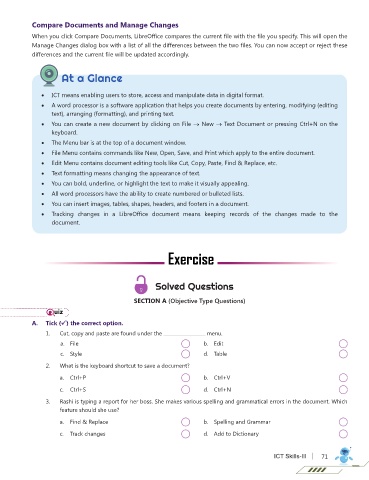 Compare Documents and Manage Changes
When you click Compare Documents, LibreOffice compares the current file with the file you specify. This will open the
Manage Changes dialog box with a list of all the differences between the two files. You can now accept or reject these
differences and the current file will be updated accordingly.
At a Glance
• ICT means enabling users to store, access and manipulate data in digital format.
• A word processor is a software application that helps you create documents by entering, modifying (editing
text), arranging (formatting), and printing text.
• You can create a new document by clicking on File → New → Text Document or pressing Ctrl+N on the
keyboard.
• The Menu bar is at the top of a document window.
• File Menu contains commands like New, Open, Save, and Print which apply to the entire document.
• Edit Menu contains document editing tools like Cut, Copy, Paste, Find & Replace, etc.
• Text formatting means changing the appearance of text.
• You can bold, underline, or highlight the text to make it visually appealing.
• All word processors have the ability to create numbered or bulleted lists.
• You can insert images, tables, shapes, headers, and footers in a document.
• Tracking changes in a LibreOffice document means keeping records of the changes made to the
document.
Exercise
Solved Questions
SECTION A (Objective Type Questions)
Quiz
A. Tick (✓) the correct option.
1. Cut, copy and paste are found under the ________________ menu.
a. File b. Edit
c. Style d. Table
2. What is the keyboard shortcut to save a document?
a. Ctrl+P b. Ctrl+V
c. Ctrl+S d. Ctrl+N
3. Rashi is typing a report for her boss. She makes various spelling and grammatical errors in the document. Which
feature should she use?
a. Find & Replace b. Spelling and Grammar
c. Track changes d. Add to Dictionary
ICT Skills-III 71